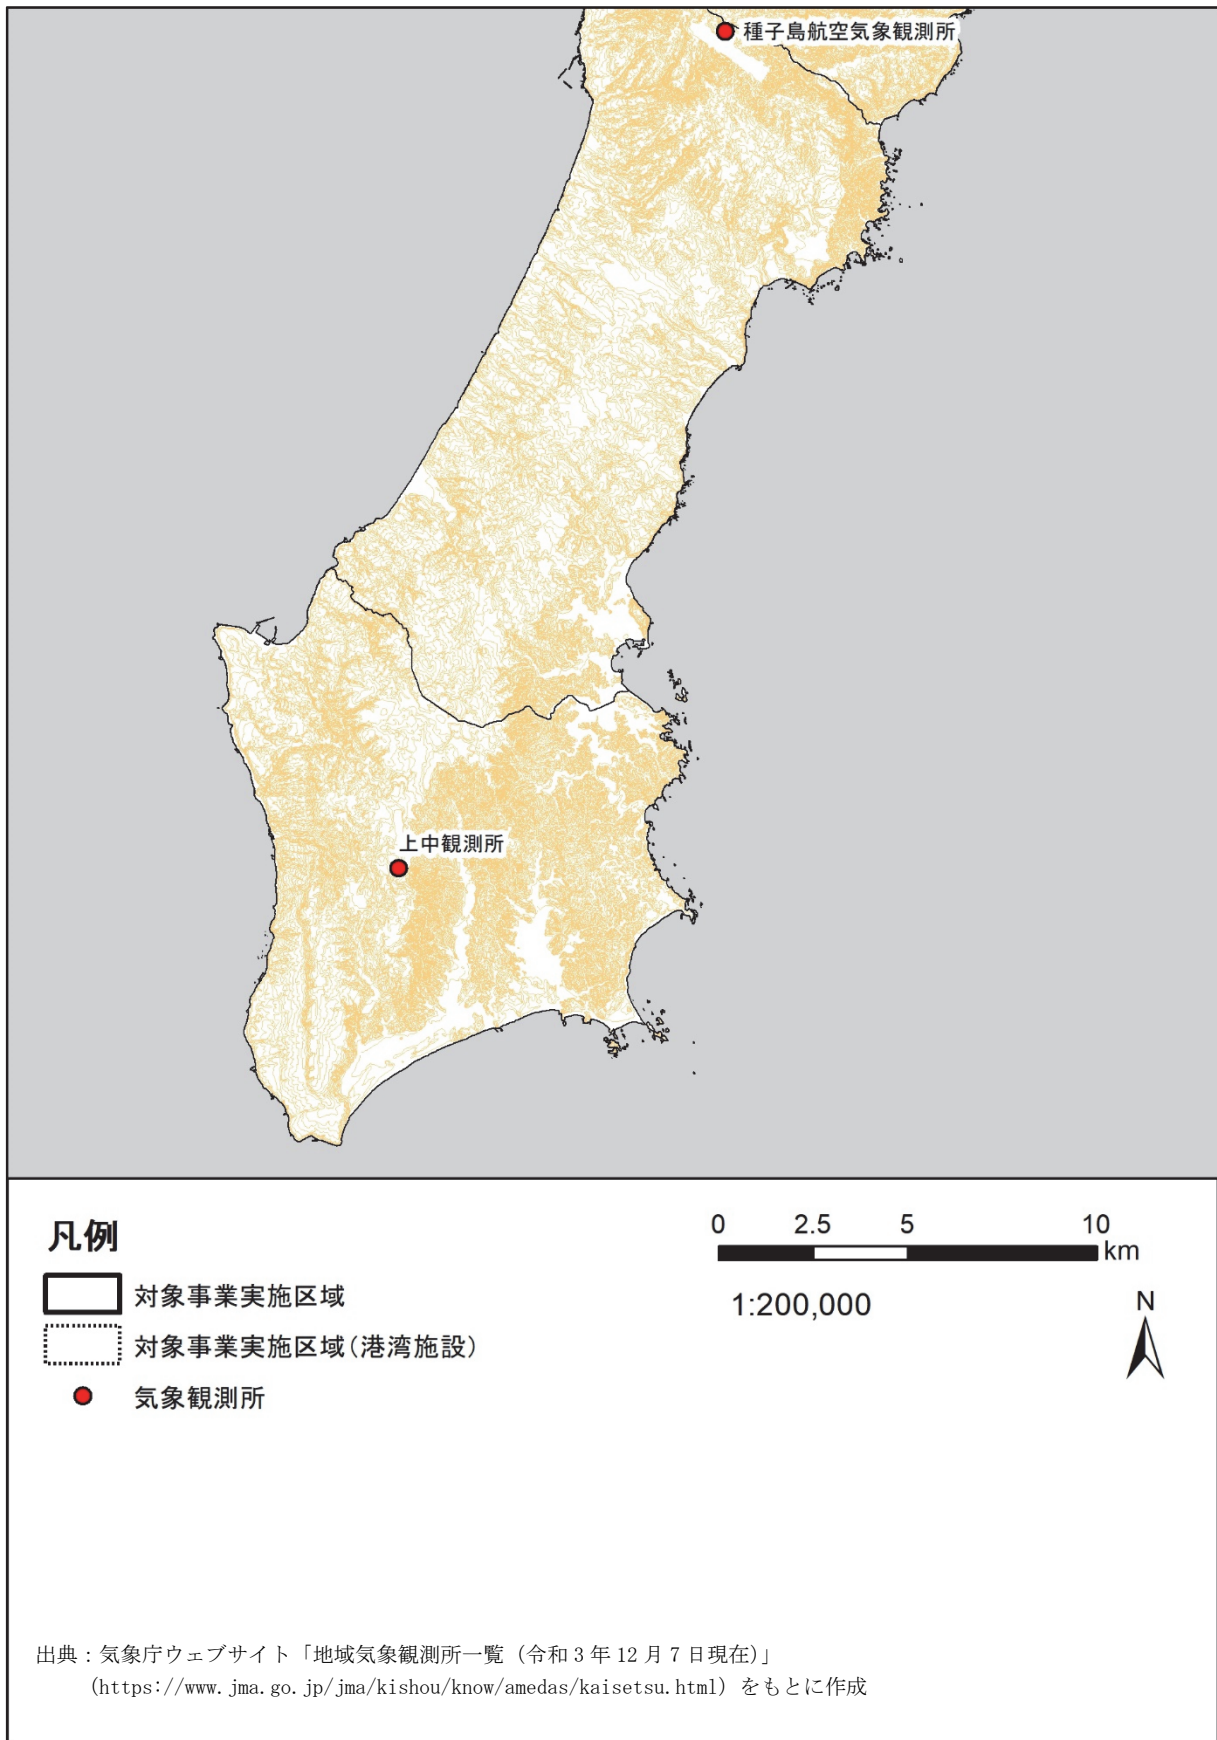 種子島航空気象観測所
上中観測所
凡例
対象事業実施区域
対象事業実施区域(港湾施設)
気象観測所
0 2.5 5 10
km
1:200,000
N
出典：気象庁ウェブサイト「地域気象観測所一覧（令和3年12月7日現在）」
（https://www.jma.go.jp/jma/kishou/know/amedas/kaisetsu.html）をもとに作成